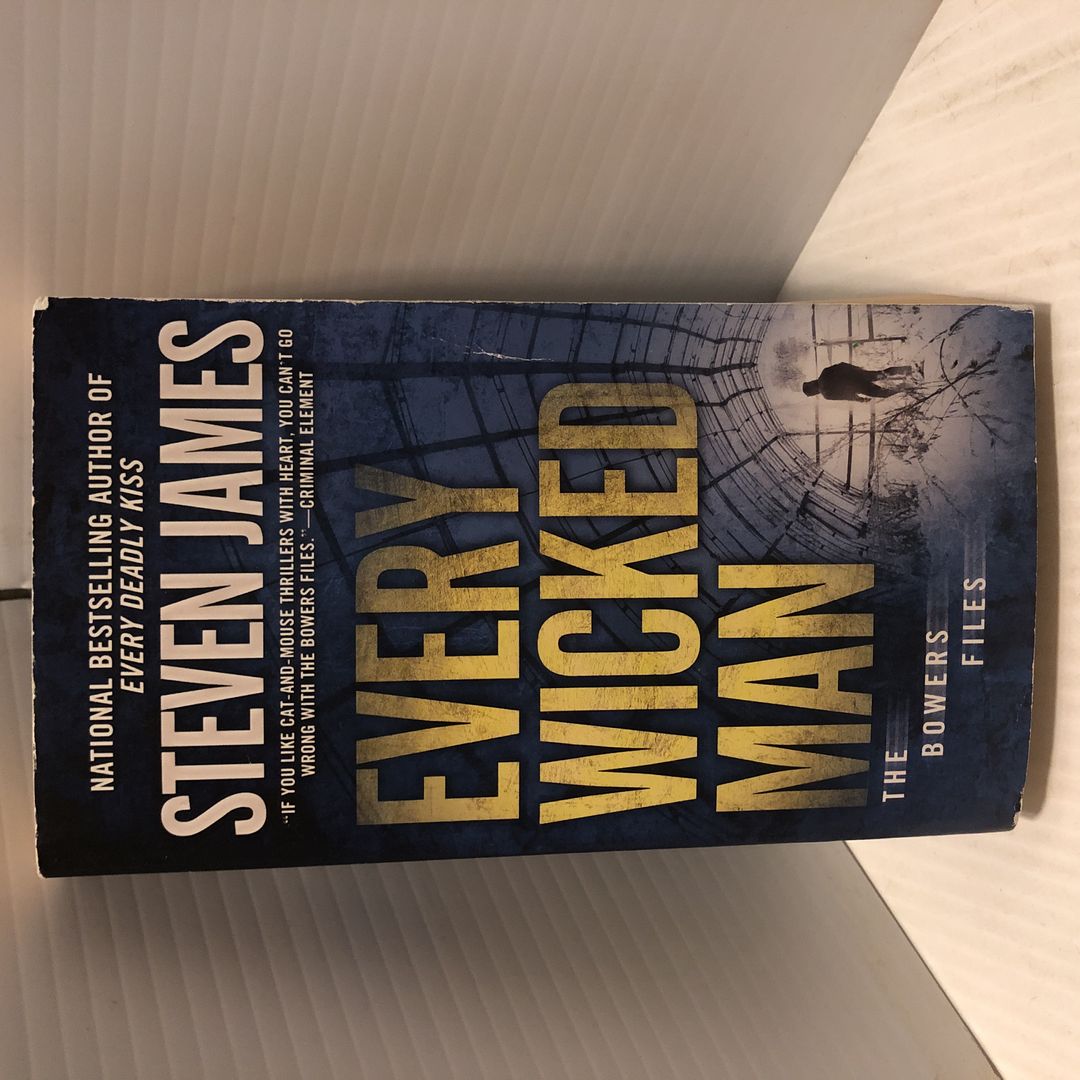 NATIONAL BESTSELLING AUTHOR OF
EVERY DEADLY KISS
STEVEN JAMES
"IF YOU LIKE CAT-AND-MOUSE THRILLERS WITH HEART, YOU CAN'T GO
WRONG WITH THE BOWERS FILES."—CRIMINAL ELEMENT
EVERY
WICKED
MAN
THE
BOWERS
FILES